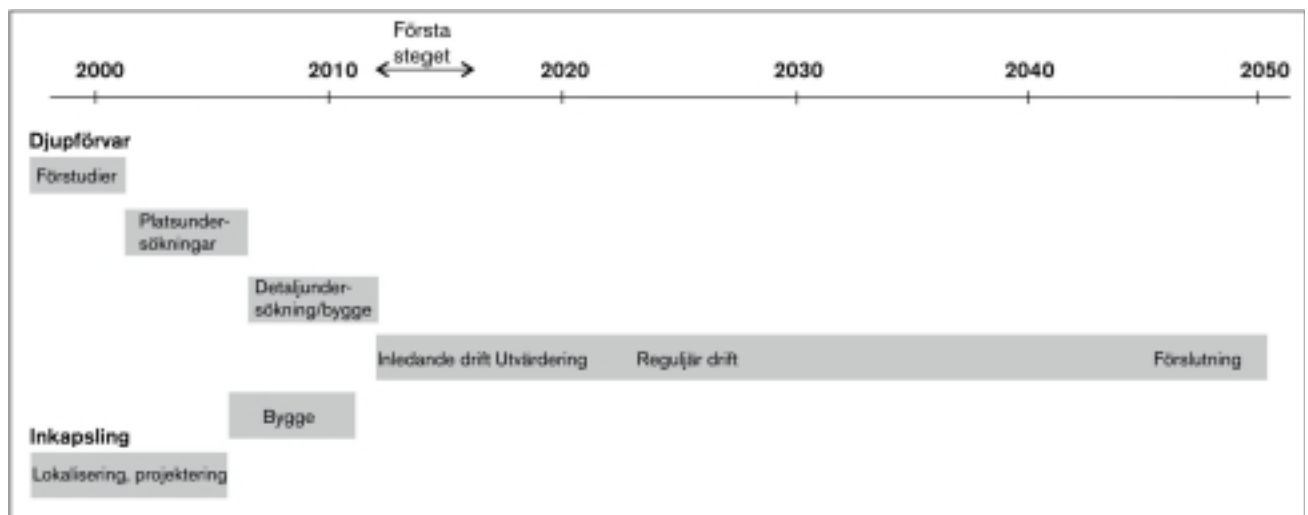 Första
steget
2000 2010 2020 2030 2040 2050
Djupförvar
Förstudier
Platsunder-
sökningar
Detaljunder-
sökning/bygge
Inledande drift Utvärdering Reguljär drift Förslutning
Bygge
Inkapsling
Lokalisering, projektering